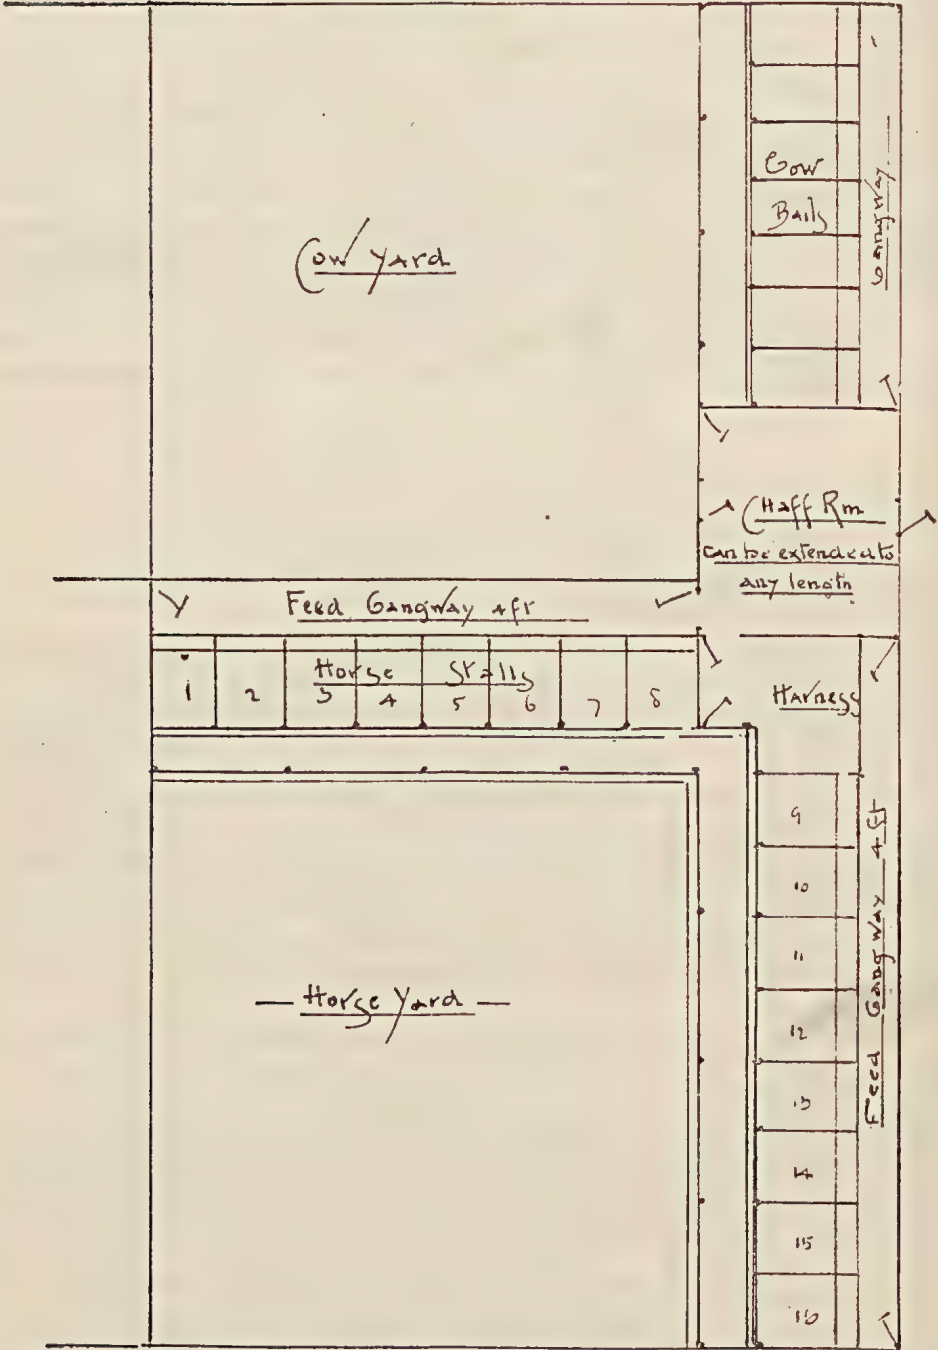 Cow
Bails
Gangway.
Cow Yard
Chaff Rm
can be extended to
any length
Feed Gangway 4ft
Horse Stalls
1 2 3 4 5 6 7 8
Harness
9
10
11
12
13
14
15
16
Feed Gangway 4 ft
Horse Yard